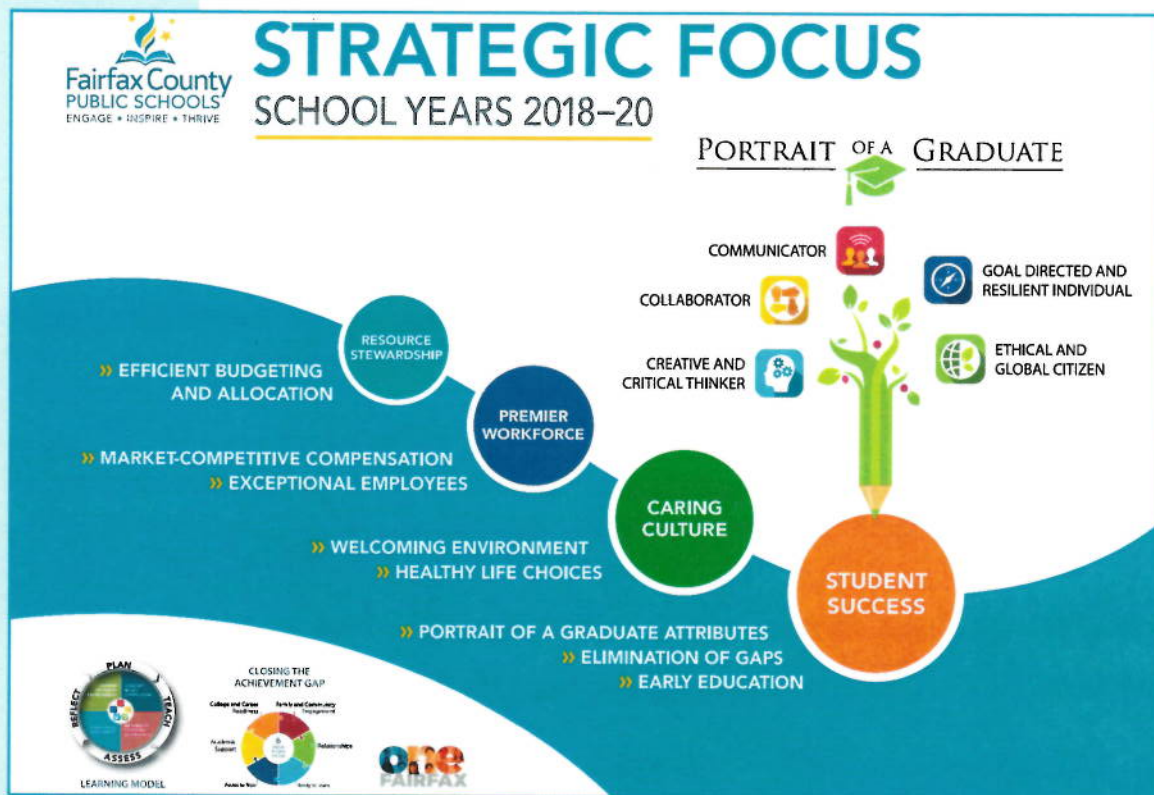 Fairfax County
PUBLIC SCHOOLS
ENGAGE • INSPIRE • THRIVE
STRATEGIC FOCUS
SCHOOL YEARS 2018–20
PORTRAIT OF A GRADUATE
COMMUNICATOR
COLLABORATOR
CREATIVE AND
CRITICAL THINKER
GOAL DIRECTED AND
RESILIENT INDIVIDUAL
ETHICAL AND
GLOBAL CITIZEN
RESOURCE
STEWARDSHIP
» EFFICIENT BUDGETING
AND ALLOCATION
PREMIER
WORKFORCE
» MARKET-COMPETITIVE COMPENSATION
» EXCEPTIONAL EMPLOYEES
CARING
CULTURE
» WELCOMING ENVIRONMENT
» HEALTHY LIFE CHOICES
STUDENT
SUCCESS
» PORTRAIT OF A GRADUATE ATTRIBUTES
» ELIMINATION OF GAPS
» EARLY EDUCATION
PLAN
TEACH
ASSESS
REFLECT
LEARNING MODEL
CLOSING THE
ACHIEVEMENT GAP
College and Career
Readiness
Family and Community
Engagement
Academic
Support
Relationships
one
FAIRFAX